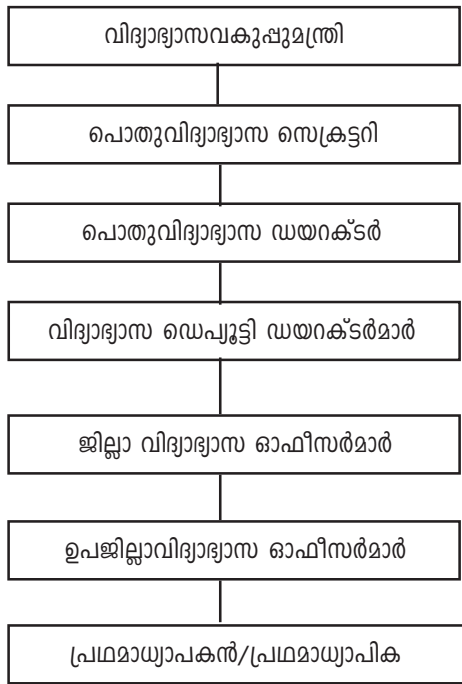 വിദ്യാഭ്യാസവകുപ്പുമന്ത്രി
പൊതുവിദ്യാഭ്യാസ സെക്രട്ടറി
പൊതുവിദ്യാഭ്യാസ ഡയറക്ടർ
വിദ്യാഭ്യാസ ഡെപ്യൂട്ടി ഡയറക്ടർമാർ
ജില്ലാ വിദ്യാഭ്യാസ ഓഫീസർമാർ
ഉപജില്ലാവിദ്യാഭ്യാസ ഓഫീസർമാർ
പ്രഥമാധ്യാപകൻ/പ്രഥമാധ്യാപിക